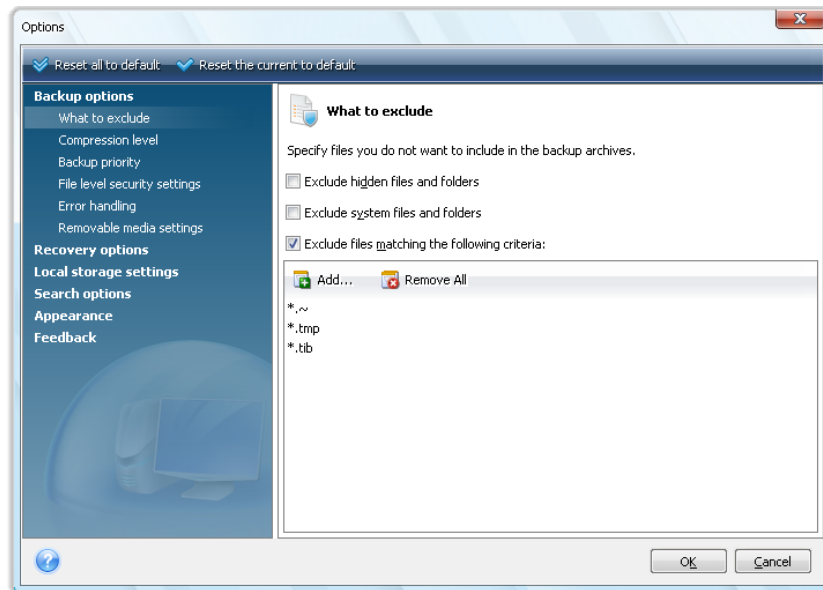 Options
Reset all to default Reset the current to default
Backup options
What to exclude
Compression level
Backup priority
File level security settings
Error handling
Removable media settings
Recovery options
Local storage settings
Search options
Appearance
Feedback
What to exclude
Specify files you do not want to include in the backup archives.
Exclude hidden files and folders
Exclude system files and folders
Exclude files matching the following criteria:
Add... Remove All
*.~
*.tmp
*.tib
?
OK Cancel